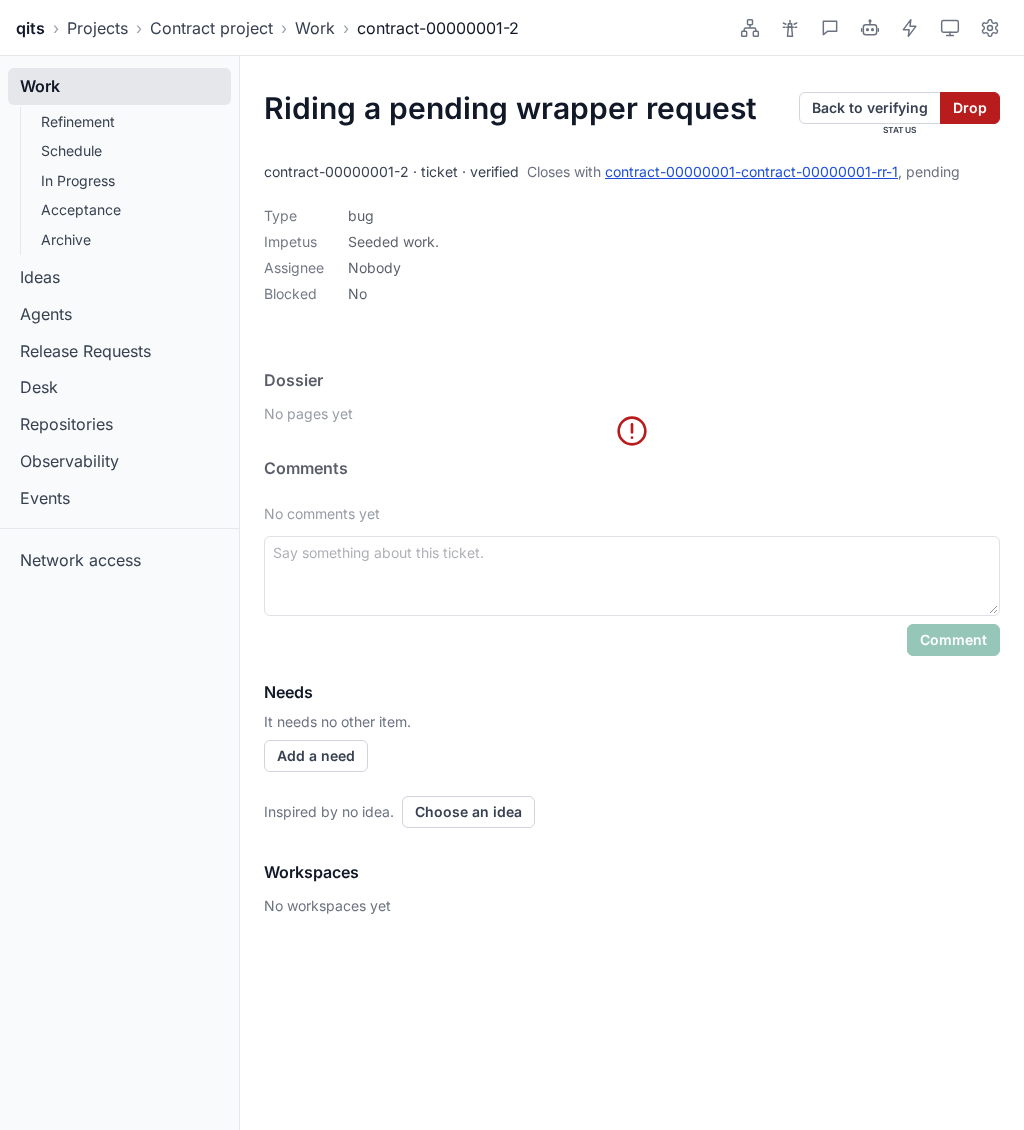 qits › Projects › Contract project › Work › contract-00000001-2
Work
Refinement
Schedule
In Progress
Acceptance
Archive
Ideas
Agents
Release Requests
Desk
Repositories
Observability
Events
Network access
Riding a pending wrapper request
Back to verifying
Drop
STATUS
contract-00000001-2 · ticket · verified Closes with contract-00000001-contract-00000001-rr-1, pending
Type bug
Impetus Seeded work.
Assignee Nobody
Blocked No
Dossier
No pages yet
Comments
No comments yet
Say something about this ticket.
Comment
Needs
It needs no other item.
Add a need
Inspired by no idea. Choose an idea
Workspaces
No workspaces yet